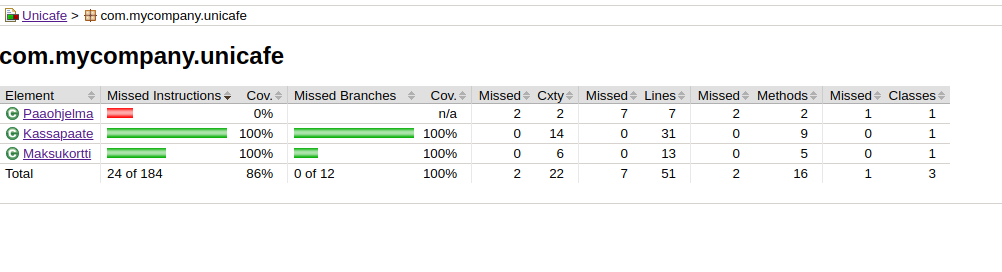 Unicafe > com.mycompany.unicafe
com.mycompany.unicafe
Element Missed Instructions Cov. Missed Branches Cov. Missed Cxty Missed Lines Missed Methods Missed Classes
C Paaohjelma 0% n/a 2 2 7 7 2 2 1 1
C Kassapaate 100% 100% 0 14 0 31 0 9 0 1
C Maksukortti 100% 100% 0 6 0 13 0 5 0 1
Total 24 of 184 86% 0 of 12 100% 2 22 7 51 2 16 1 3